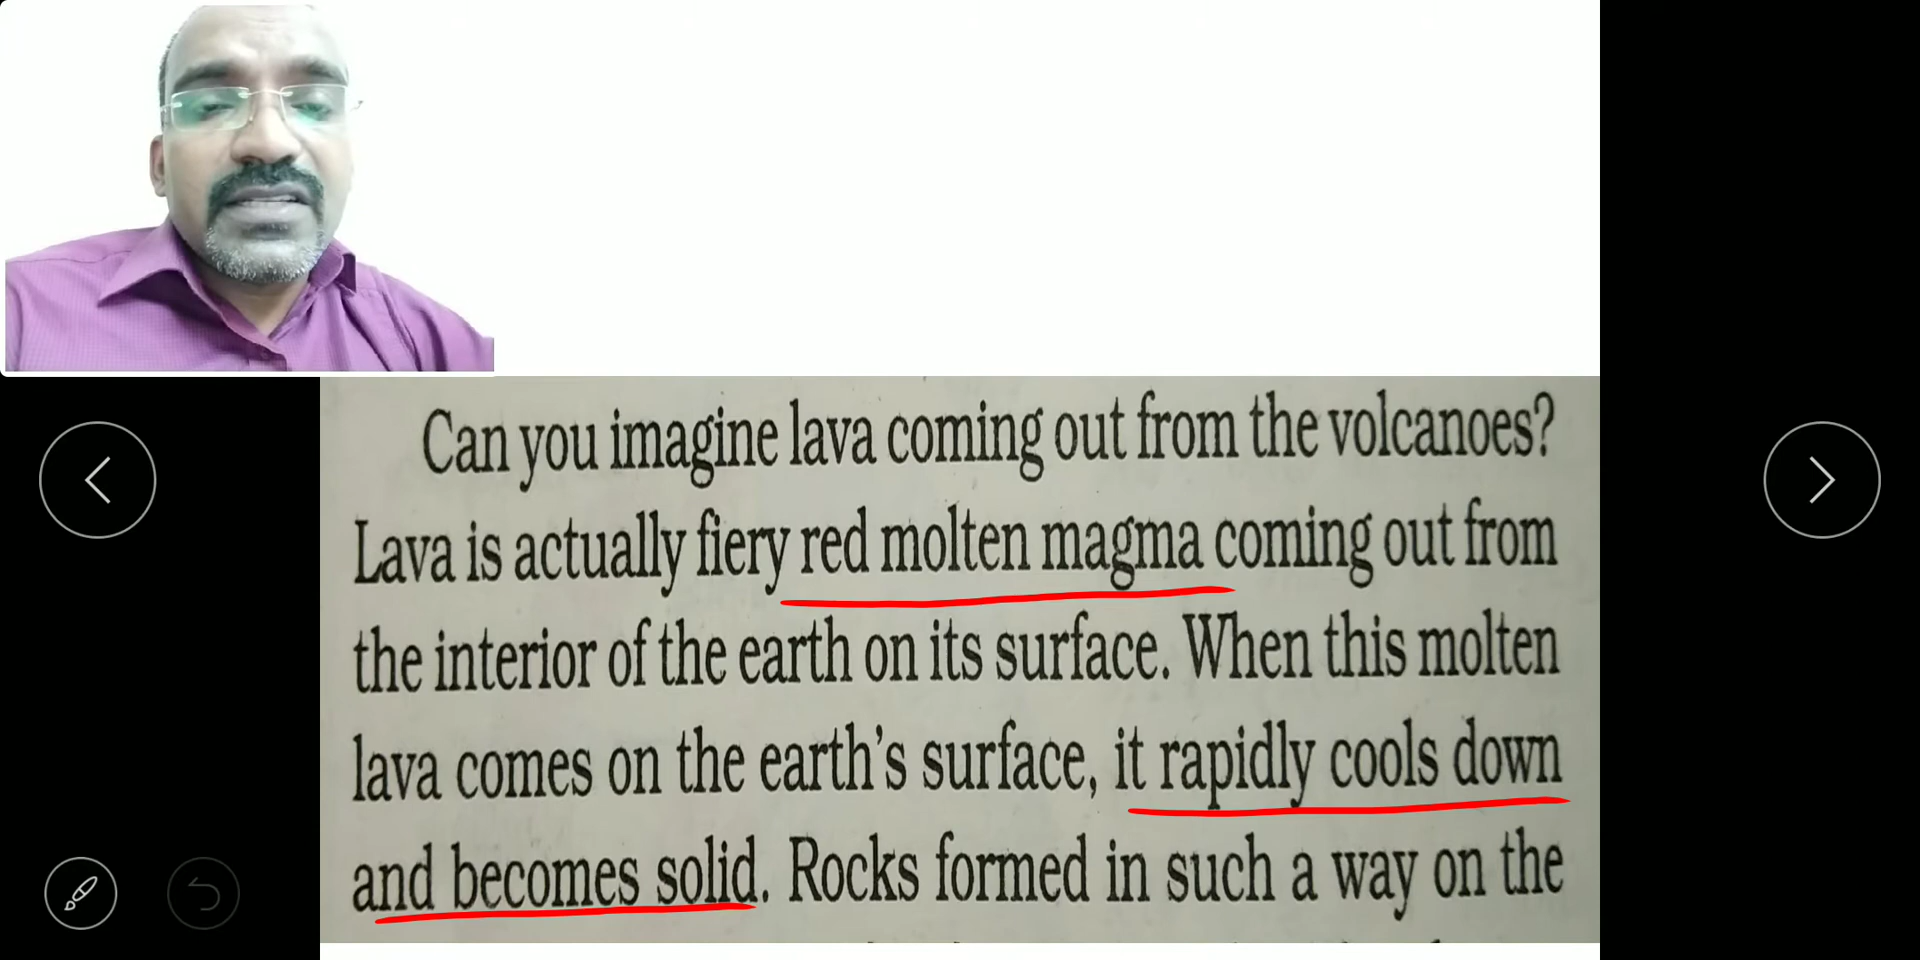 Can you imagine lava coming out from the volcanoes?
Lava is actually fiery red molten magma coming out from
the interior of the earth on its surface. When this molten
lava comes on the earth's surface, it rapidly cools down
and becomes solid. Rocks formed in such a way on the